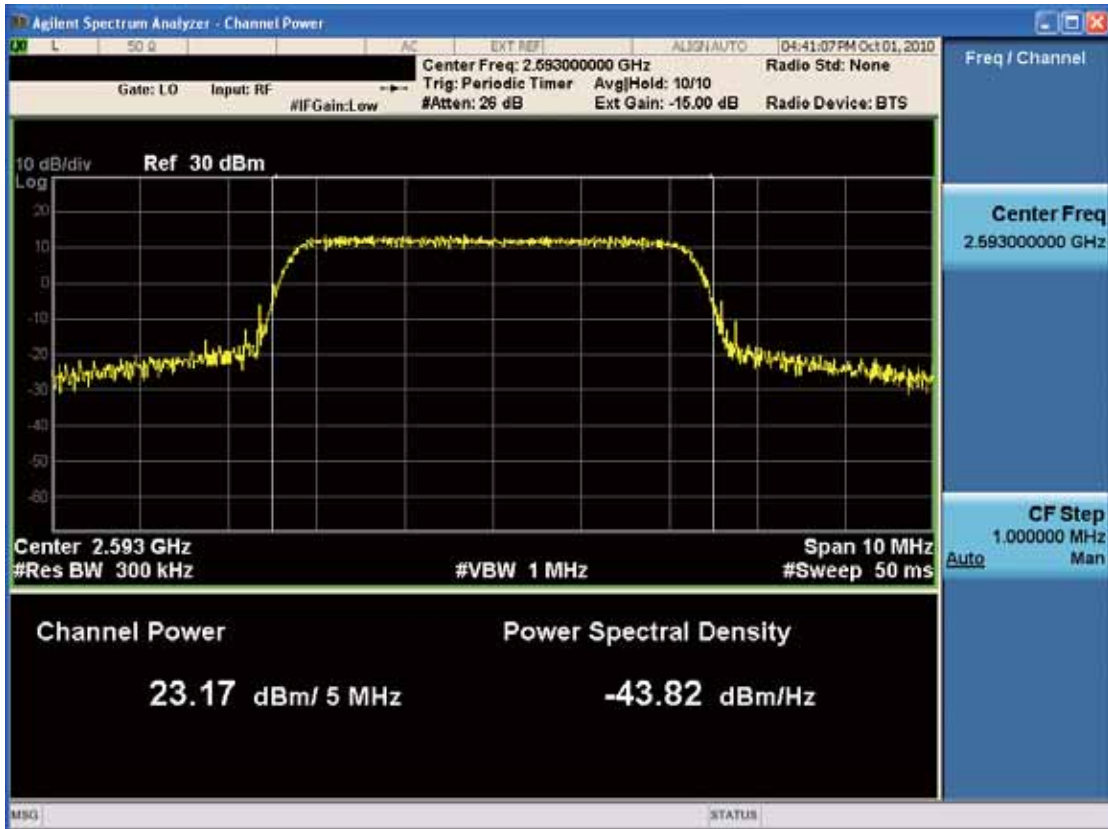 Agilent Spectrum Analyzer - Channel Power
L 50 Ω AC EXT REF ALIGN AUTO 04:41:07 PM Oct 01, 2010
Center Freq: 2.593000000 GHz Radio Std: None
Gate: LO Input: RF Trig: Periodic Timer Avg|Hold: 10/10
#IFGain:Low #Atten: 26 dB Ext Gain: -15.00 dB Radio Device: BTS
10 dB/div Ref 30 dBm
Log
20
10
0
-10
-20
-30
-40
-50
-60
Center 2.593 GHz Span 10 MHz
#Res BW 300 kHz #VBW 1 MHz #Sweep 50 ms
Channel Power Power Spectral Density
23.17 dBm/ 5 MHz -43.82 dBm/Hz
MSG STATUS
Freq / Channel
Center Freq
2.593000000 GHz
CF Step
1.000000 MHz
Auto Man